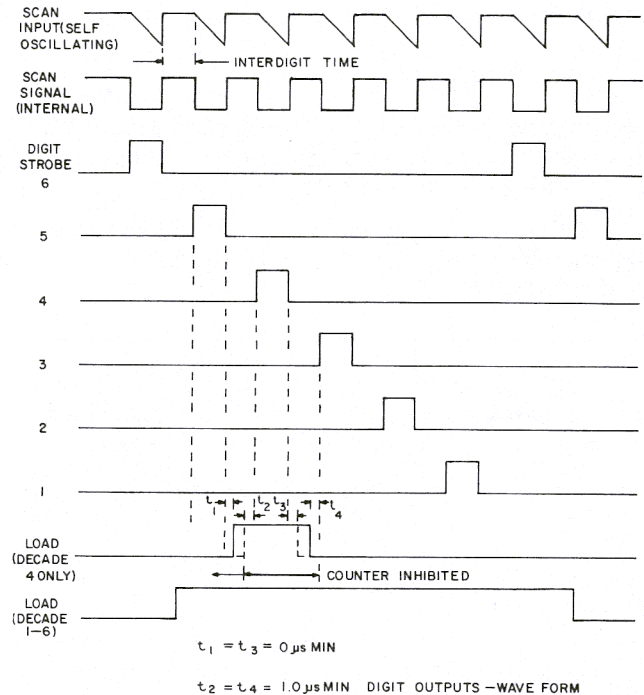 SCAN
INPUT(SELF
OSCILLATING)
INTERDIGIT TIME
SCAN
SIGNAL
(INTERNAL)
DIGIT
STROBE
6
5
4
3
2
1
t1 t2 t3 t4
LOAD
(DECADE
4 ONLY)
COUNTER INHIBITED
LOAD
(DECADE
1–6)
t1 = t3 = 0 µs MIN
t2 = t4 = 1.0 µs MIN DIGIT OUTPUTS – WAVE FORM